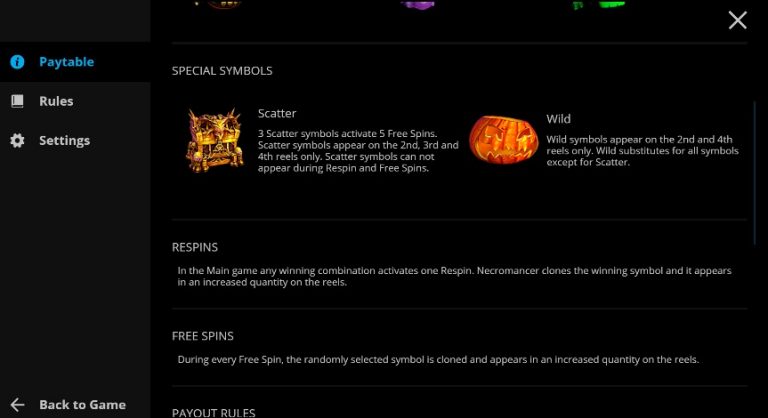 Paytable
Rules
Settings
Back to Game
SPECIAL SYMBOLS
Scatter
3 Scatter symbols activate 5 Free Spins.
Scatter symbols appear on the 2nd, 3rd and
4th reels only. Scatter symbols can not
appear during Respin and Free Spins.
Wild
Wild symbols appear on the 2nd and 4th
reels only. Wild substitutes for all symbols
except for Scatter.
RESPINS
In the Main game any winning combination activates one Respin. Necromancer clones the winning symbol and it appears
in an increased quantity on the reels.
FREE SPINS
During every Free Spin, the randomly selected symbol is cloned and appears in an increased quantity on the reels.
PAYOUT RULES